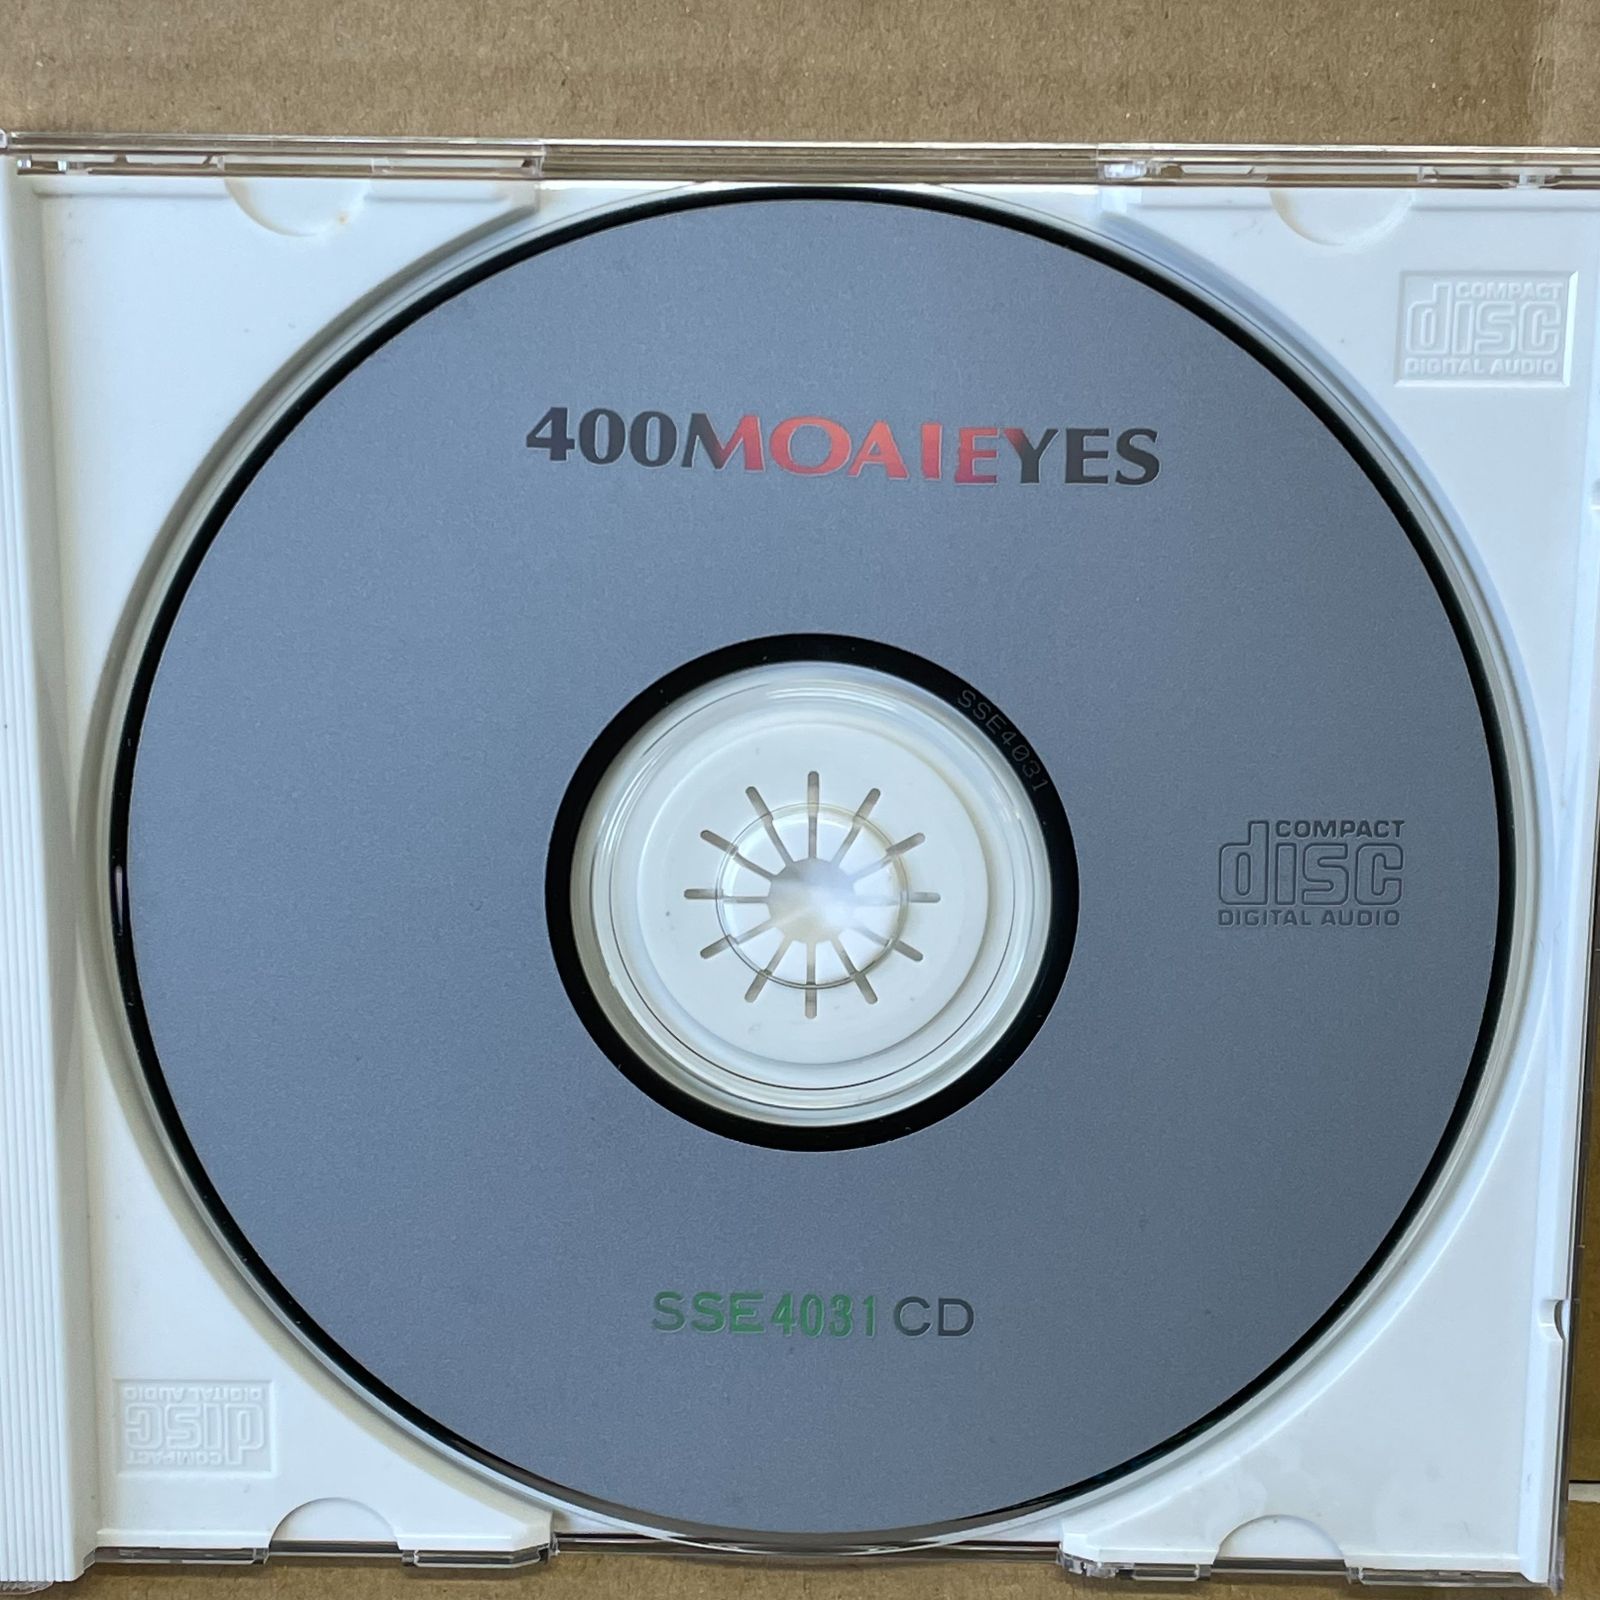 COMPACT
disc
DIGITAL AUDIO
400MOAIEYES
SSE4031
COMPACT
disc
DIGITAL AUDIO
SSE4031 CD
COMPACT
disc
DIGITAL AUDIO